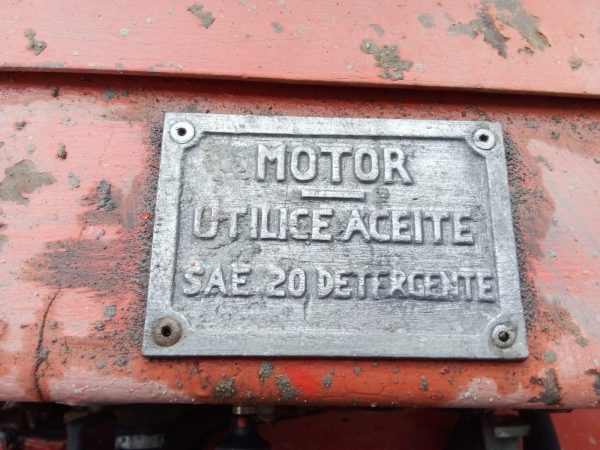 MOTOR
UTILICE ACEITE
SAE 20 DETERGENTE